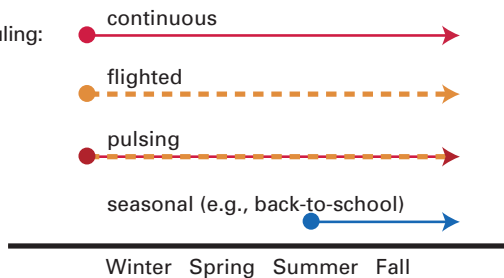 continuous
uling:
flighted
pulsing
seasonal (e.g., back-to-school)
Winter Spring Summer Fall